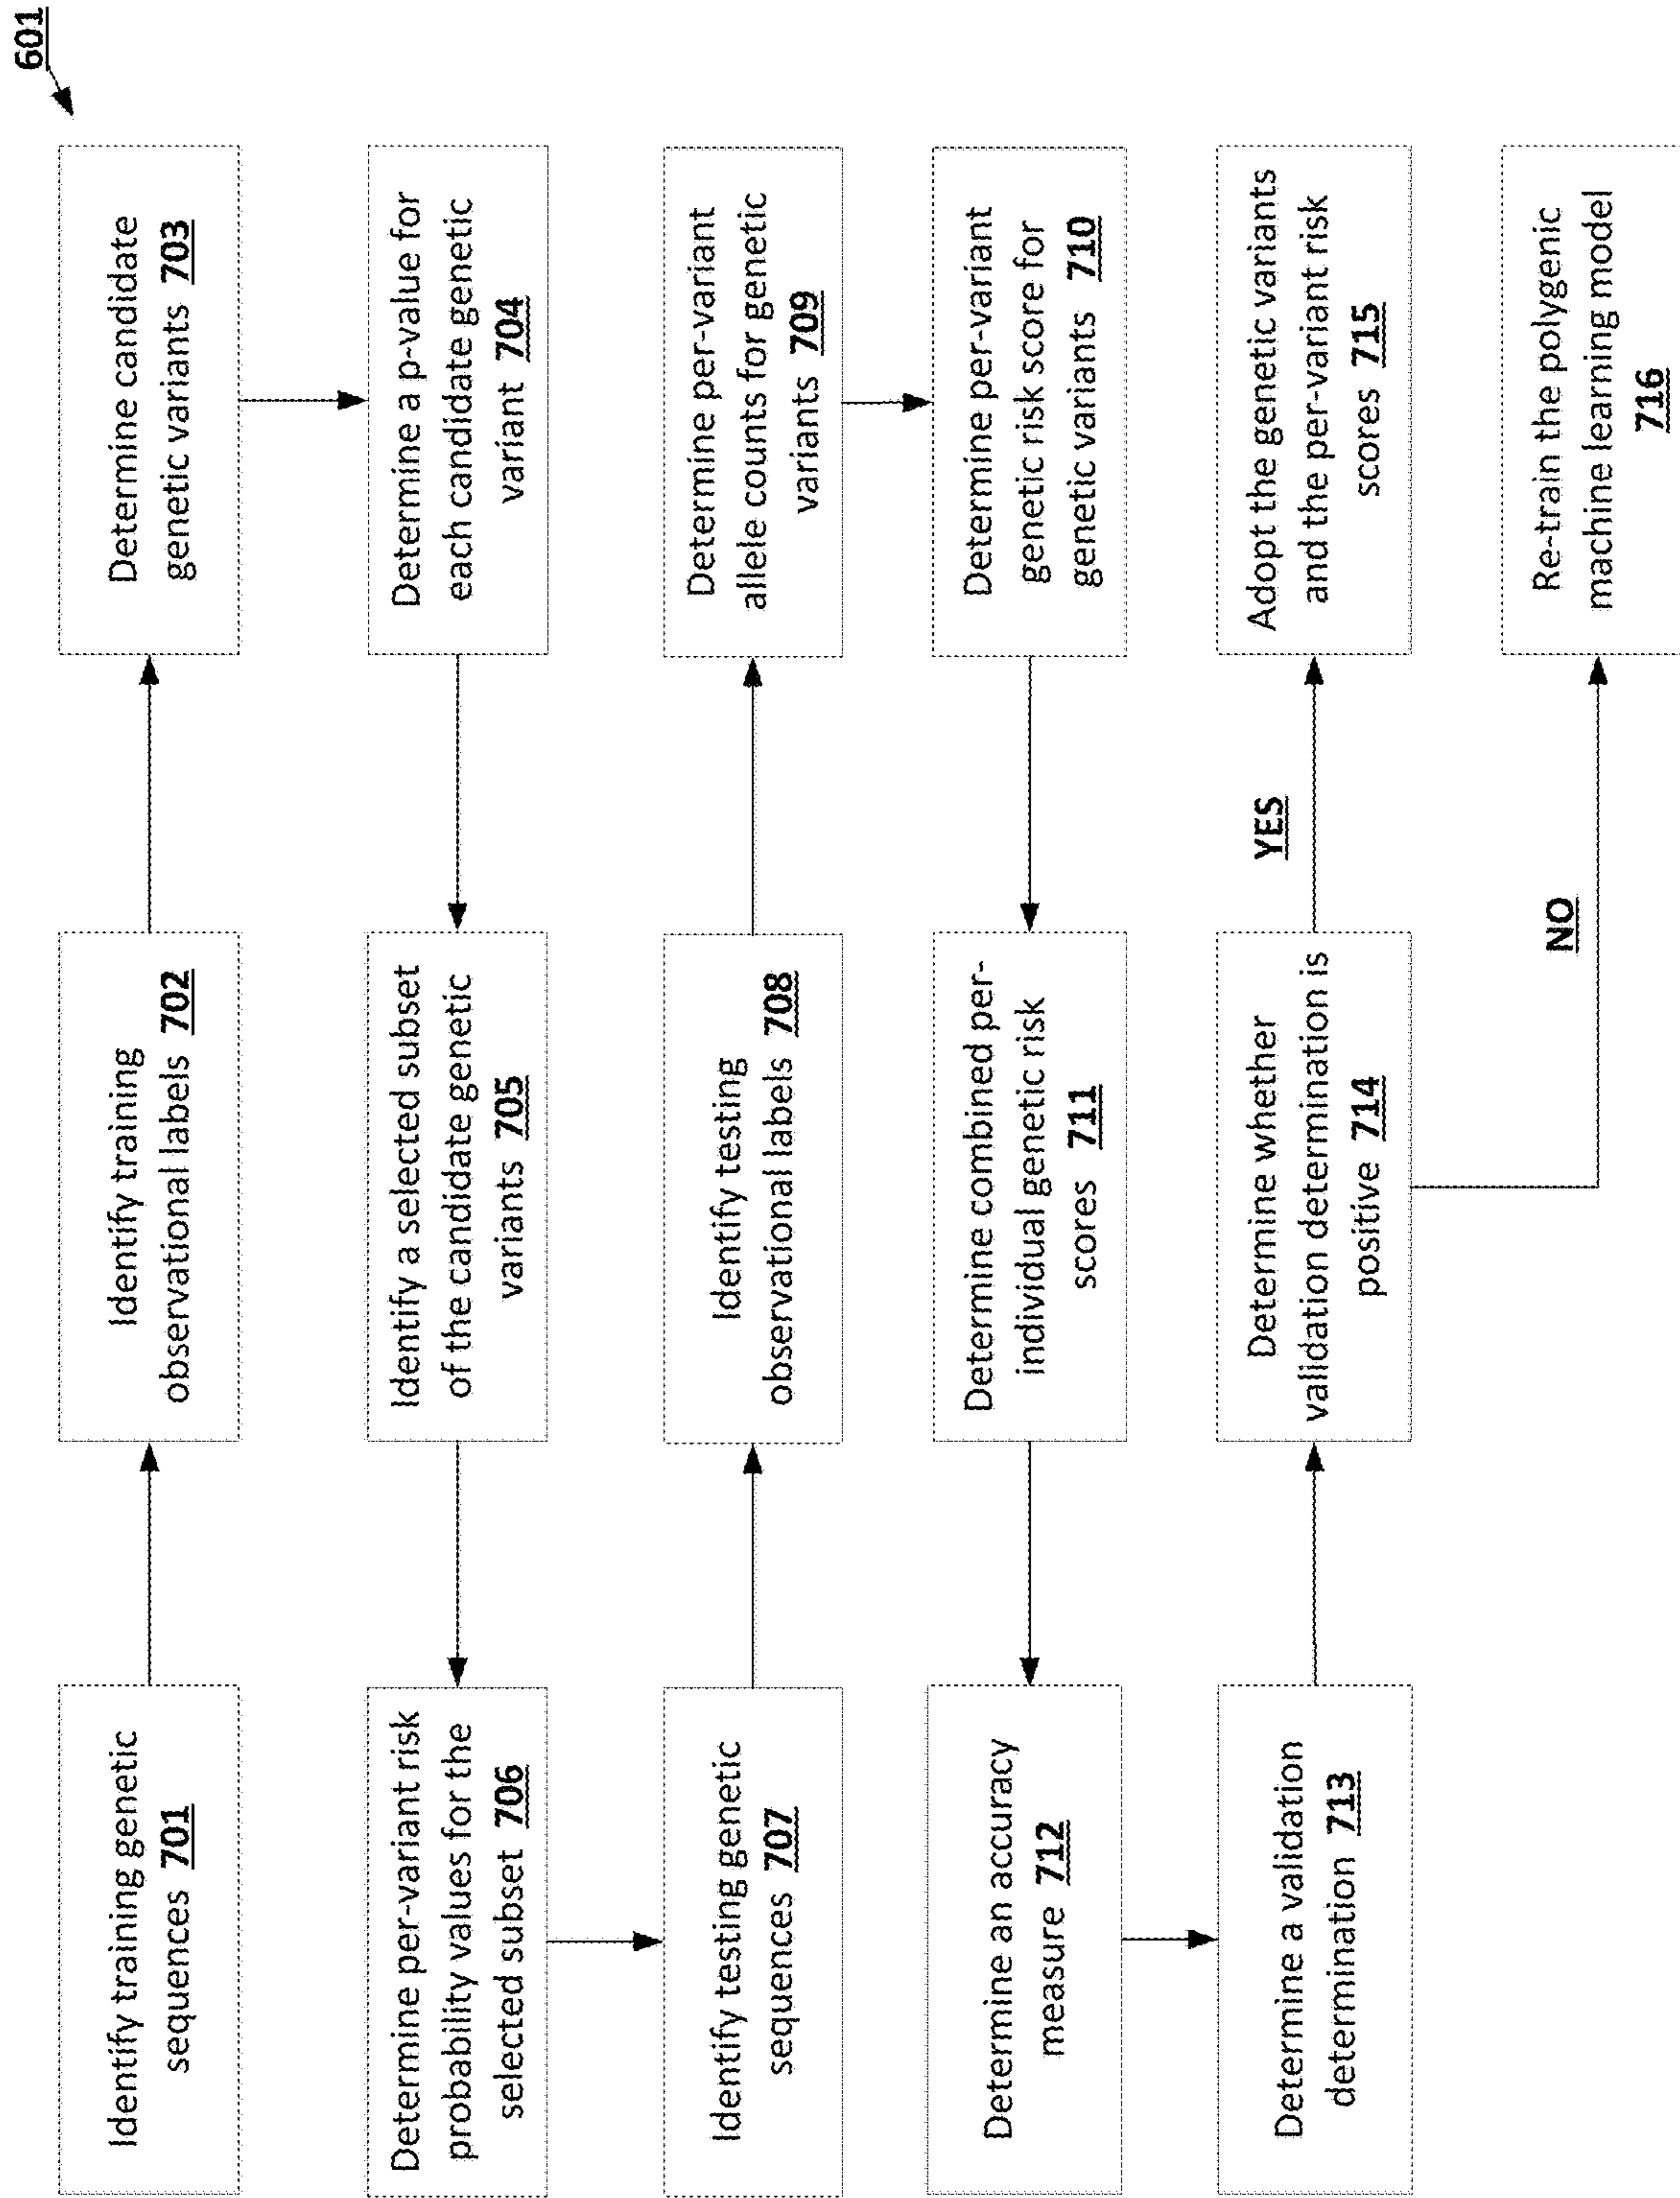 601
Identify training genetic
sequences 701
Identify training
observational labels 702
Determine candidate
genetic variants 703
Determine a p-value for
each candidate genetic
variant 704
Identify a selected subset
of the candidate genetic
variants 705
Determine per-variant risk
probability values for the
selected subset 706
Identify testing genetic
sequences 707
Identify testing
observational labels 708
Determine per-variant
allele counts for genetic
variants 709
Determine per-variant
genetic risk score for
genetic variants 710
Determine combined per-
individual genetic risk
scores 711
Determine an accuracy
measure 712
Determine a validation
determination 713
Determine whether
validation determination is
positive 714
YES
Adopt the genetic variants
and the per-variant risk
scores 715
NO
Re-train the polygenic
machine learning model
716